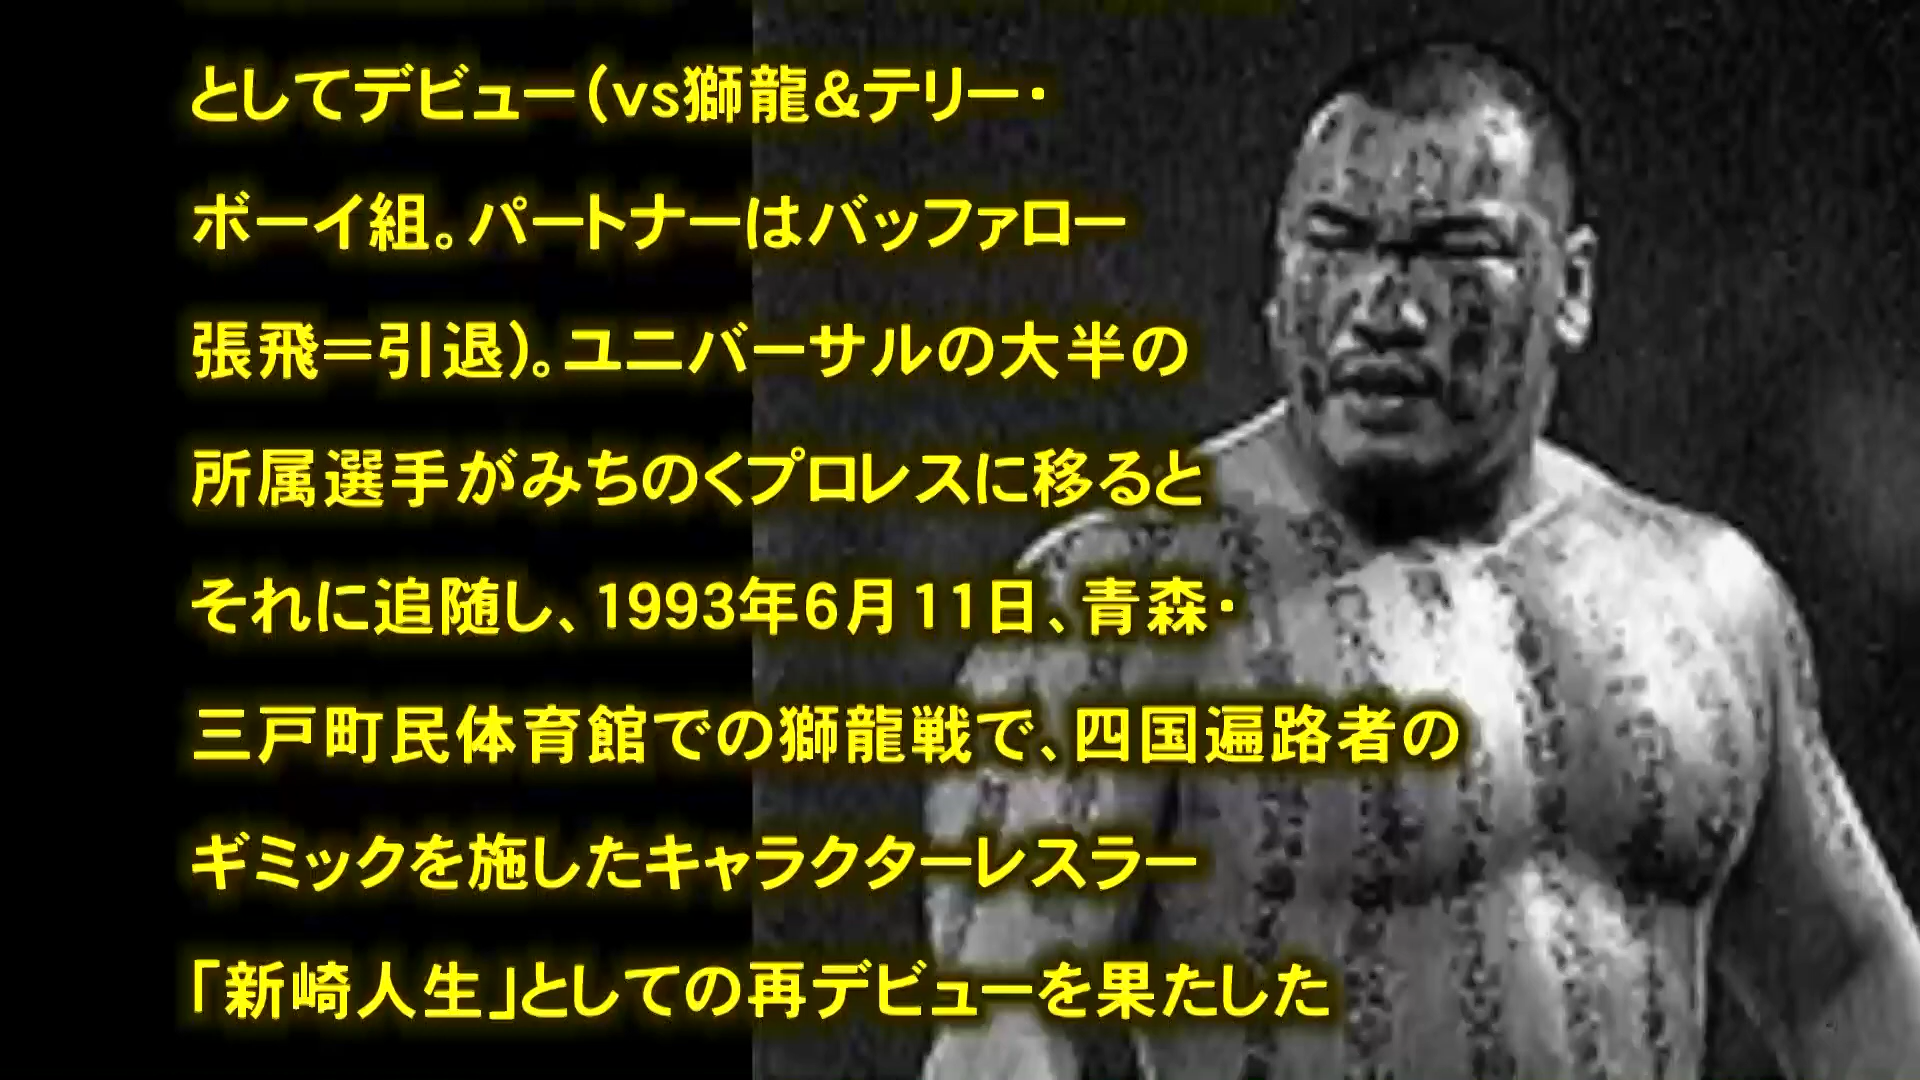 としてデビュー（vs獅龍＆テリー・
ボーイ組。パートナーはバッファロー
張飛＝引退）。ユニバーサルの大半の
所属選手がみちのくプロレスに移ると
それに追随し、1993年6月11日、青森・
三戸町民体育館での獅龍戦で、四国遍路者の
ギミックを施したキャラクターレスラー
「新崎人生」としての再デビューを果たした